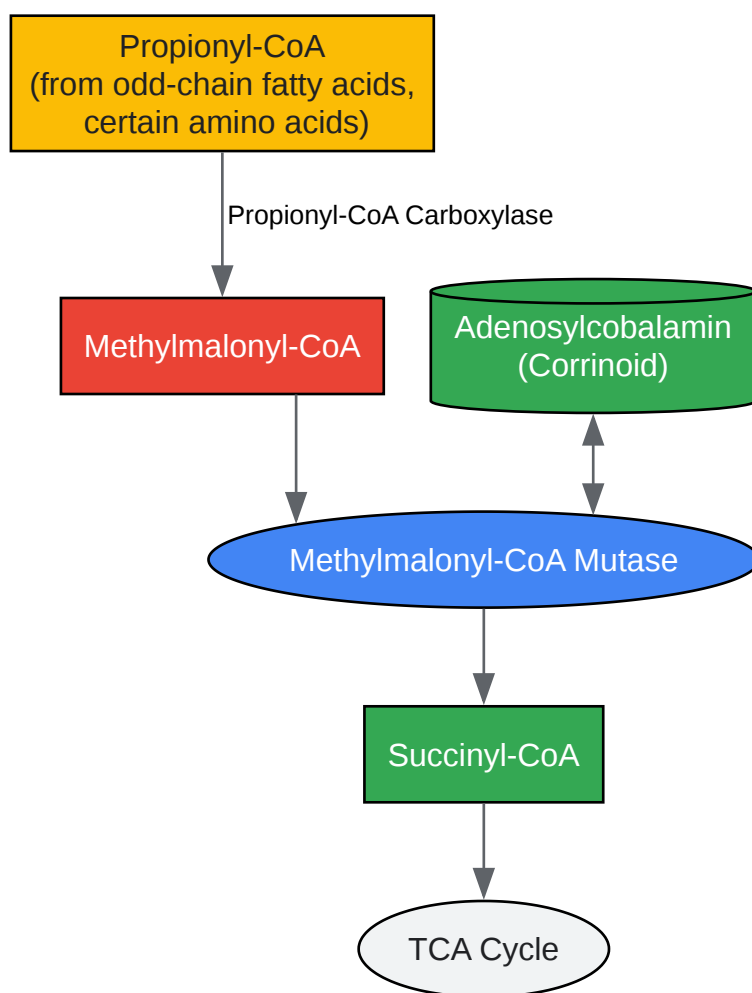 Propionyl-CoA
(from odd-chain fatty acids,
certain amino acids)
Propionyl-CoA Carboxylase
Methylmalonyl-CoA
Adenosylcobalamin
(Corrinoid)
Methylmalonyl-CoA Mutase
Succinyl-CoA
TCA Cycle